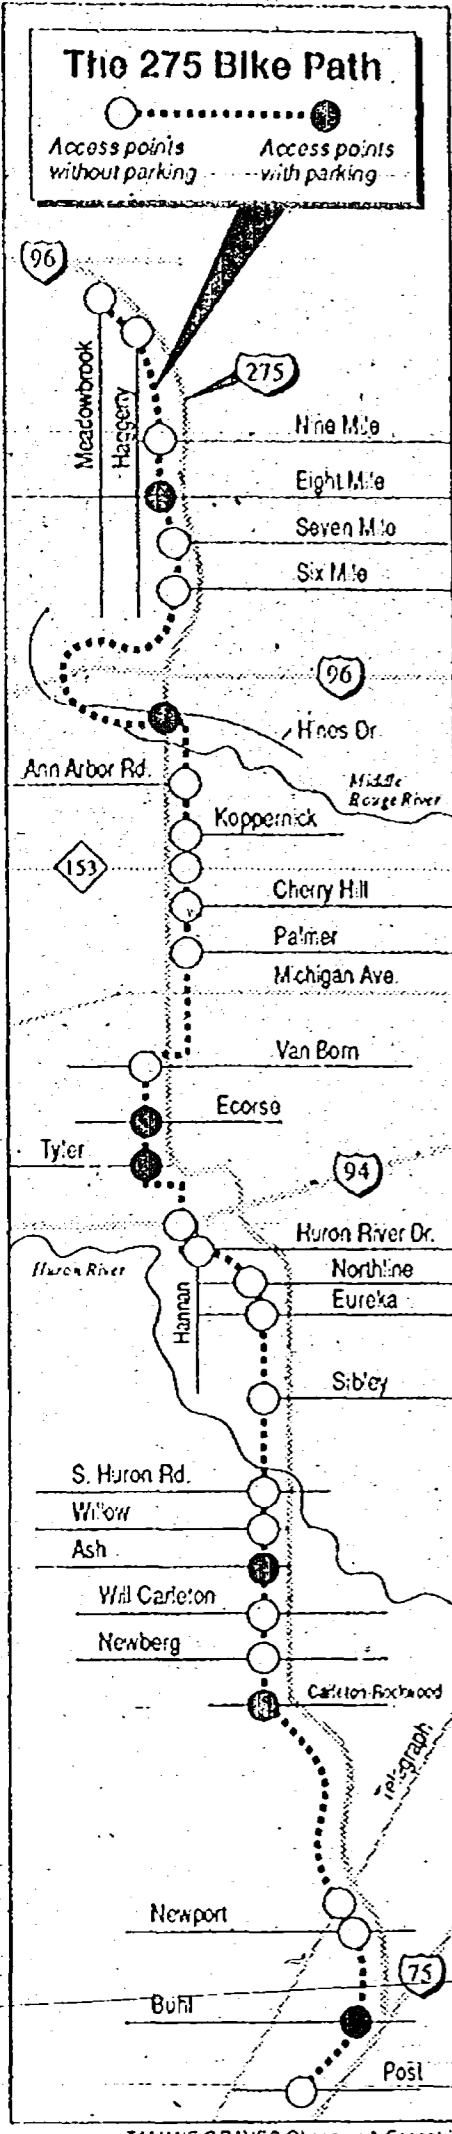 The 275 Bike Path
Access points without parking
Access points with parking
96
275
Meadowbrook
Haggerty
Nine Mile
Eight Mile
Seven Mile
Six Mile
96
Hines Dr.
Ann Arbor Rd.
Middle
Rouge River
Koppernick
153
Cherry Hill
Palmer
Michigan Ave.
Van Born
Ecorse
Tyler
94
Huron River Dr.
Huron River
Northline
Hannan
Eureka
Sibley
S. Huron Rd.
Willow
Ash
Will Carleton
Newberg
Carleton-Rockwood
Telegraph
Newport
75
Buhl
Post